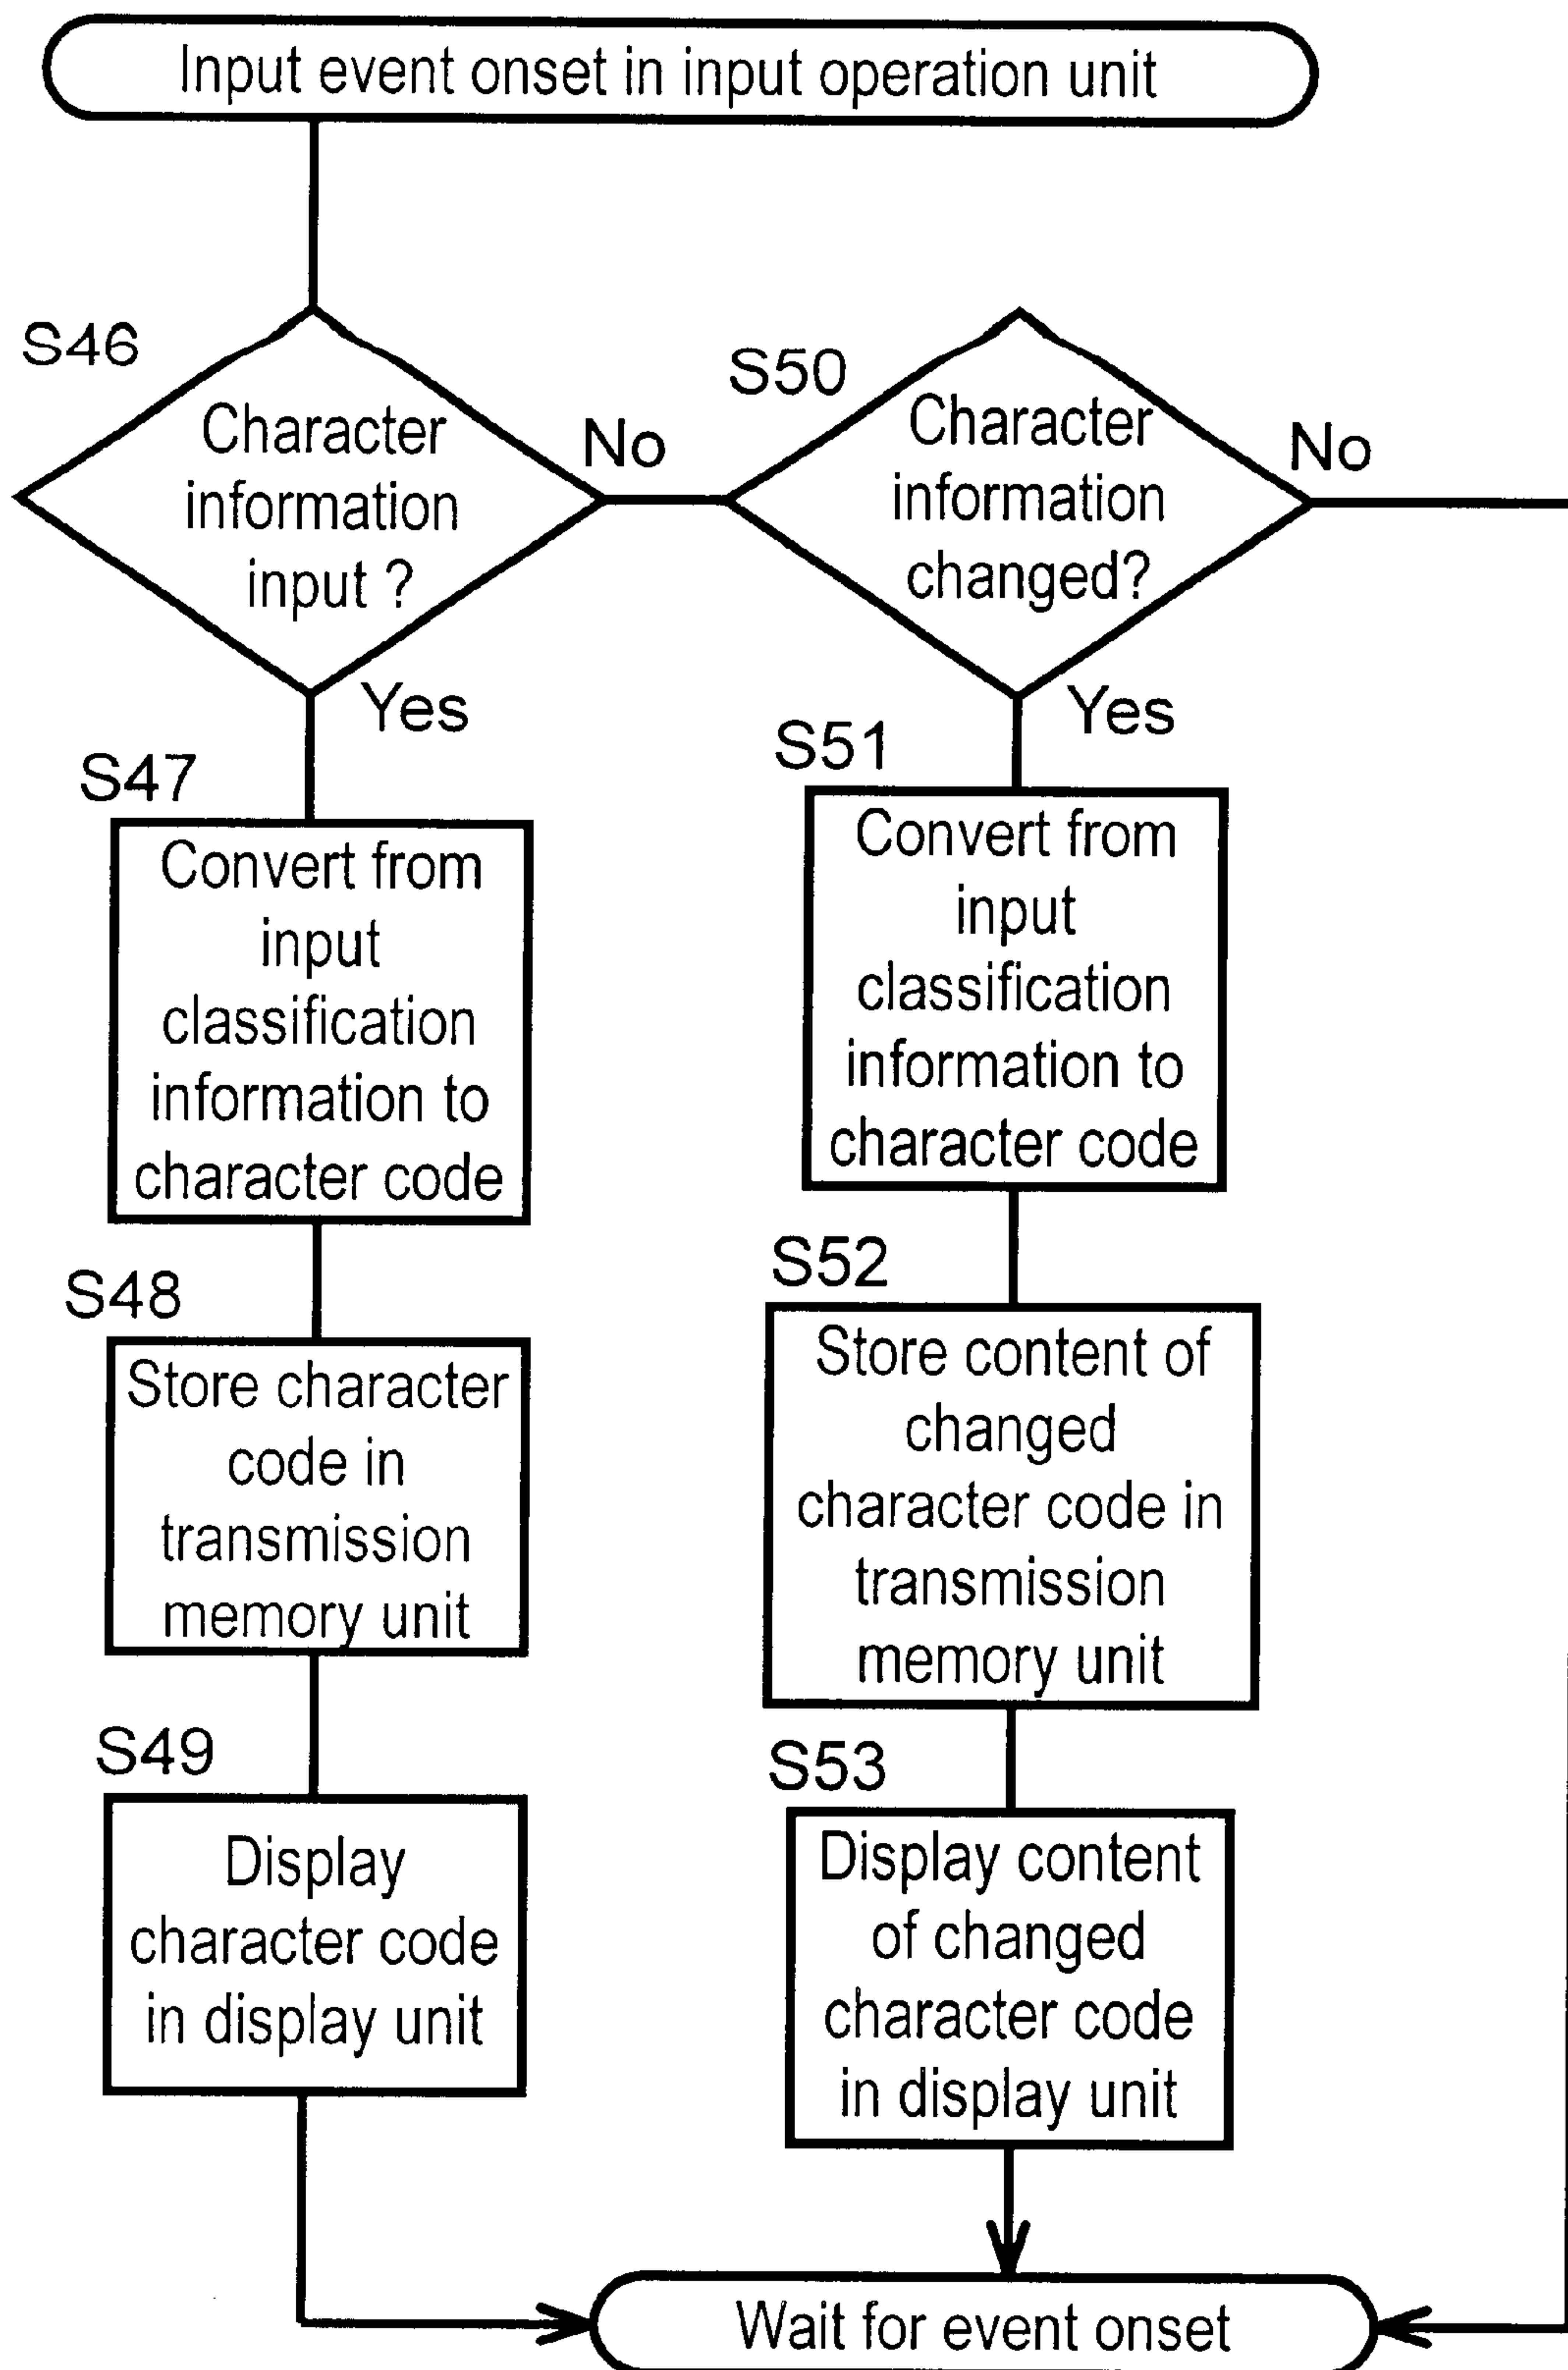 Input event onset in input operation unit
S46
Character
information
input ?
No
Yes
S47
Convert from
input
classification
information to
character code
S48
Store character
code in
transmission
memory unit
S49
Display
character code
in display unit
S50
Character
information
changed?
No
Yes
S51
Convert from
input
classification
information to
character code
S52
Store content of
changed
character code in
transmission
memory unit
S53
Display content
of changed
character code
in display unit
Wait for event onset